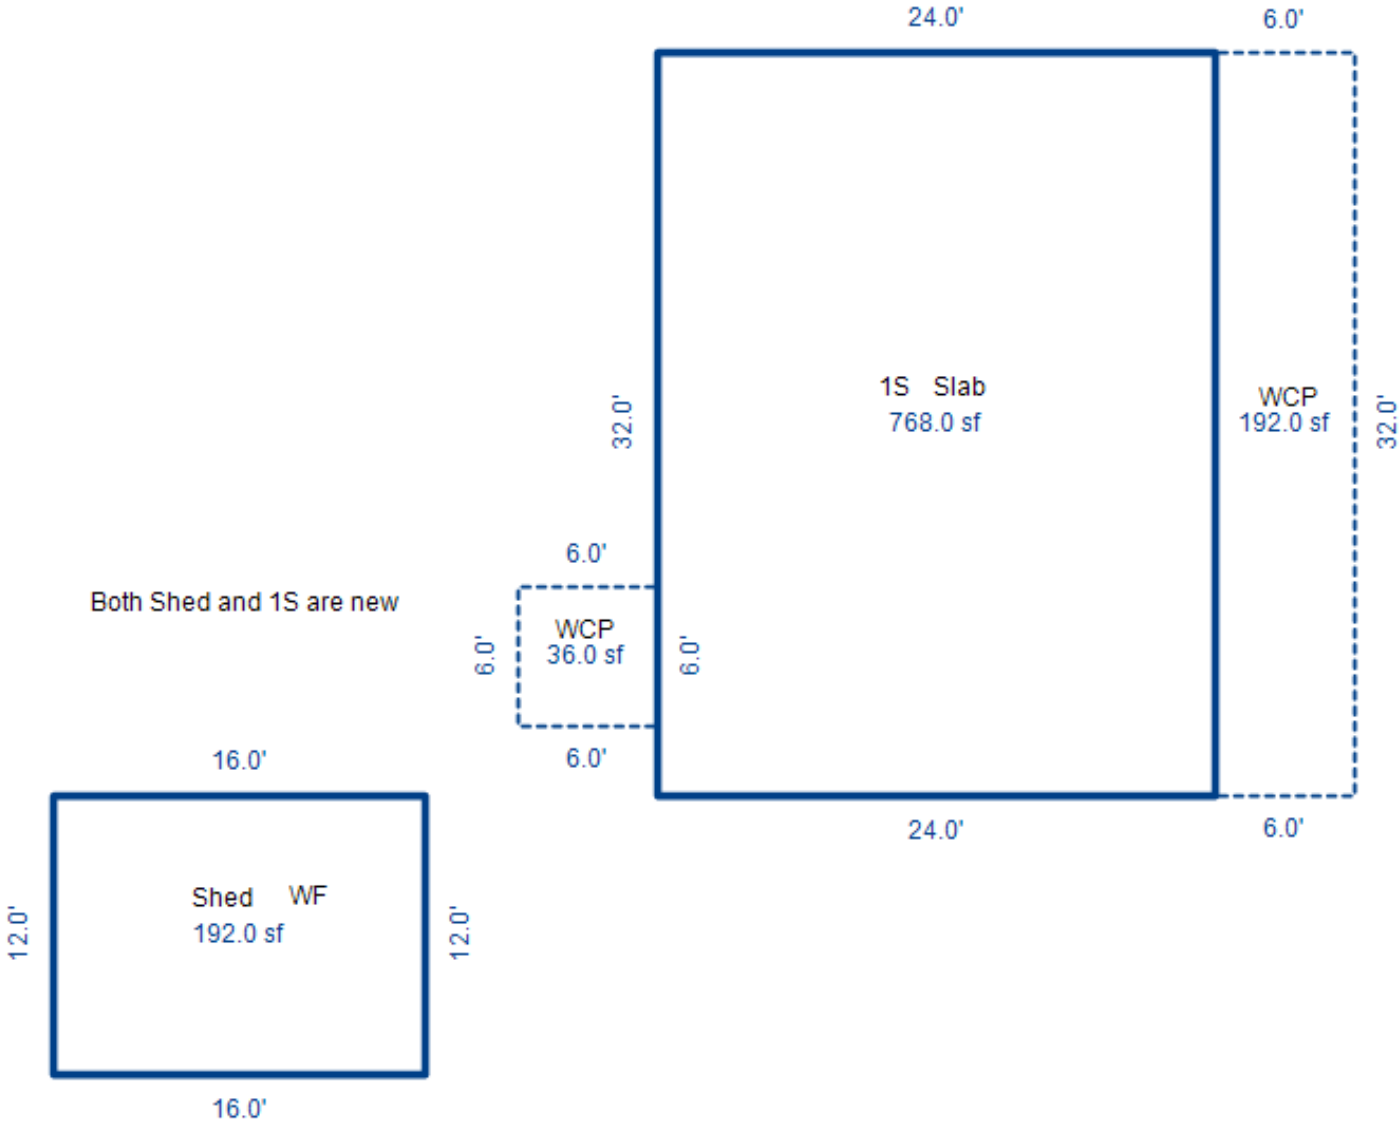 24.0'
6.0'
1S Slab
768.0 sf
WCP
192.0 sf
32.0'
32.0'
6.0'
Both Shed and 1S are new
WCP
36.0 sf
6.0'
6.0'
6.0'
16.0'
24.0'
6.0'
Shed WF
192.0 sf
12.0'
12.0'
16.0'